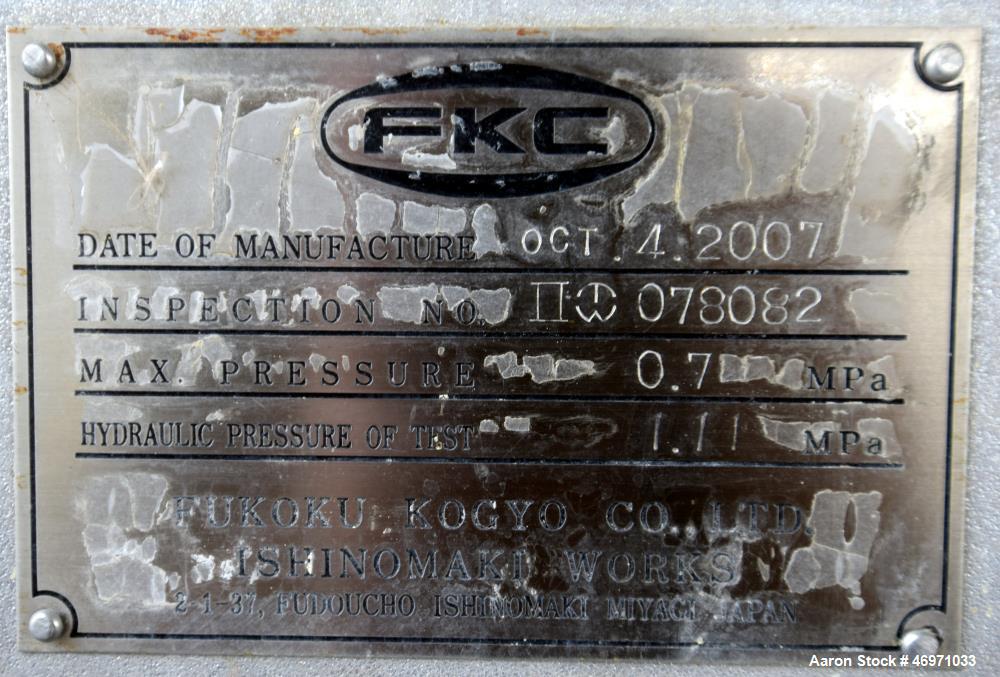 FKC
DATE OF MANUFACTURE OCT. 4. 2007
INSPECTION NO. 078082
MAX. PRESSURE 0.7 MPa
HYDRAULIC PRESSURE OF TEST 1.11 MPa
FUKOKU KOGYO CO., LTD.
ISHINOMAKI WORKS
2-1-37, FUDOUCHO ISHINOMAKI MIYAGI JAPAN
Aaron Stock # 46971033